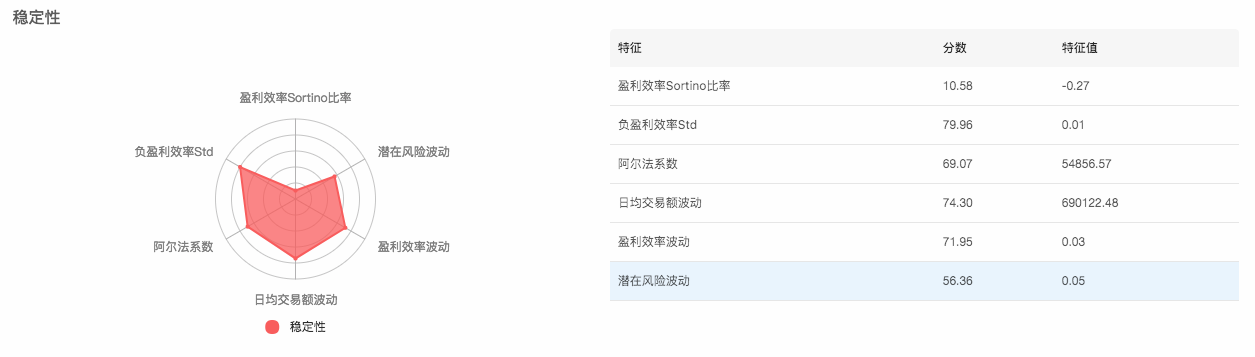 稳定性
盈利效率Sortino比率
负盈利效率Std
潜在风险波动
阿尔法系数
盈利效率波动
日均交易额波动
稳定性
特征 分数 特征值
盈利效率Sortino比率 10.58 -0.27
负盈利效率Std 79.96 0.01
阿尔法系数 69.07 54856.57
日均交易额波动 74.30 690122.48
盈利效率波动 71.95 0.03
潜在风险波动 56.36 0.05